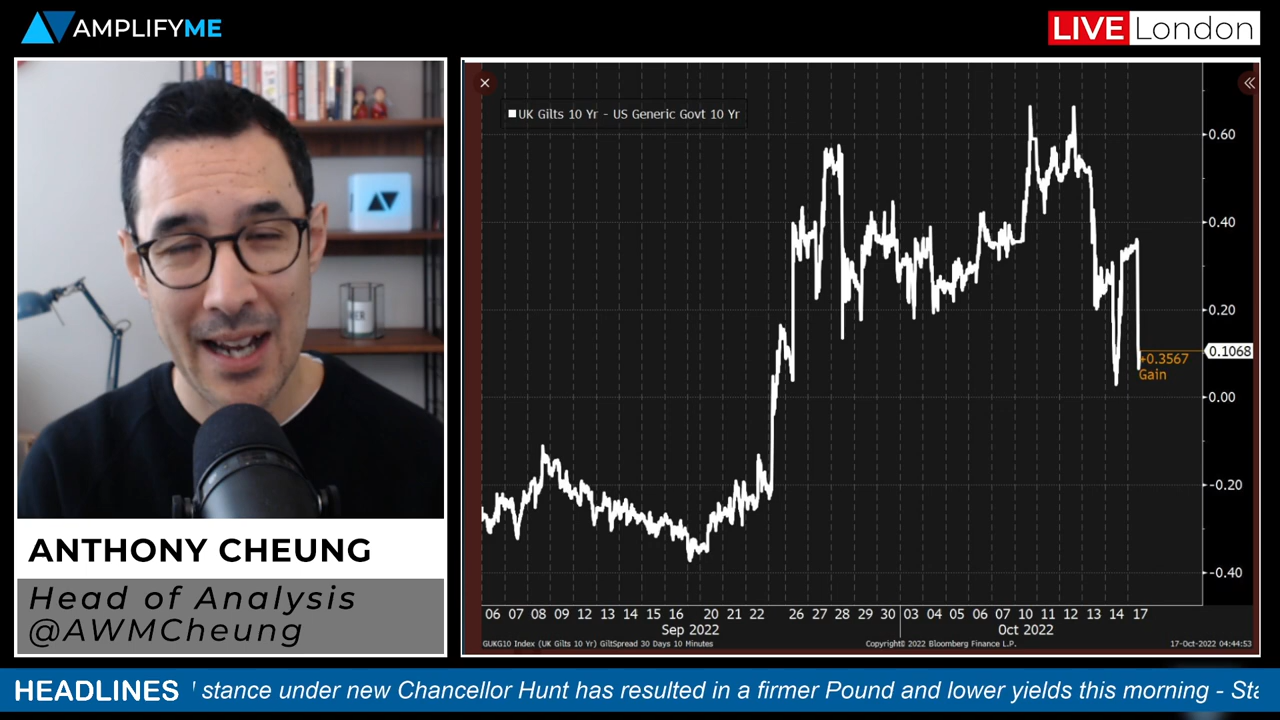 AMPLIFYME
LIVE London
UK Gilts 10 Yr - US Generic Govt 10 Yr
0.60
0.40
0.20
0.1068
+0.3567
Gain
0.00
-0.20
-0.40
06 07 08 09 12 13 14 15 16 20 21 22 26 27 28 29 30 03 04 05 06 07 10 11 12 13 14 17
Sep 2022 Oct 2022
GUKG10 Index (UK Gilts 10 Yr) GiltSpread 30 Days 10 Minutes Copyright© 2022 Bloomberg Finance L.P. 17-Oct-2022 04:44:53
ANTHONY CHEUNG
Head of Analysis
@AWMCheung
HEADLINES ' stance under new Chancellor Hunt has resulted in a firmer Pound and lower yields this morning - Sta